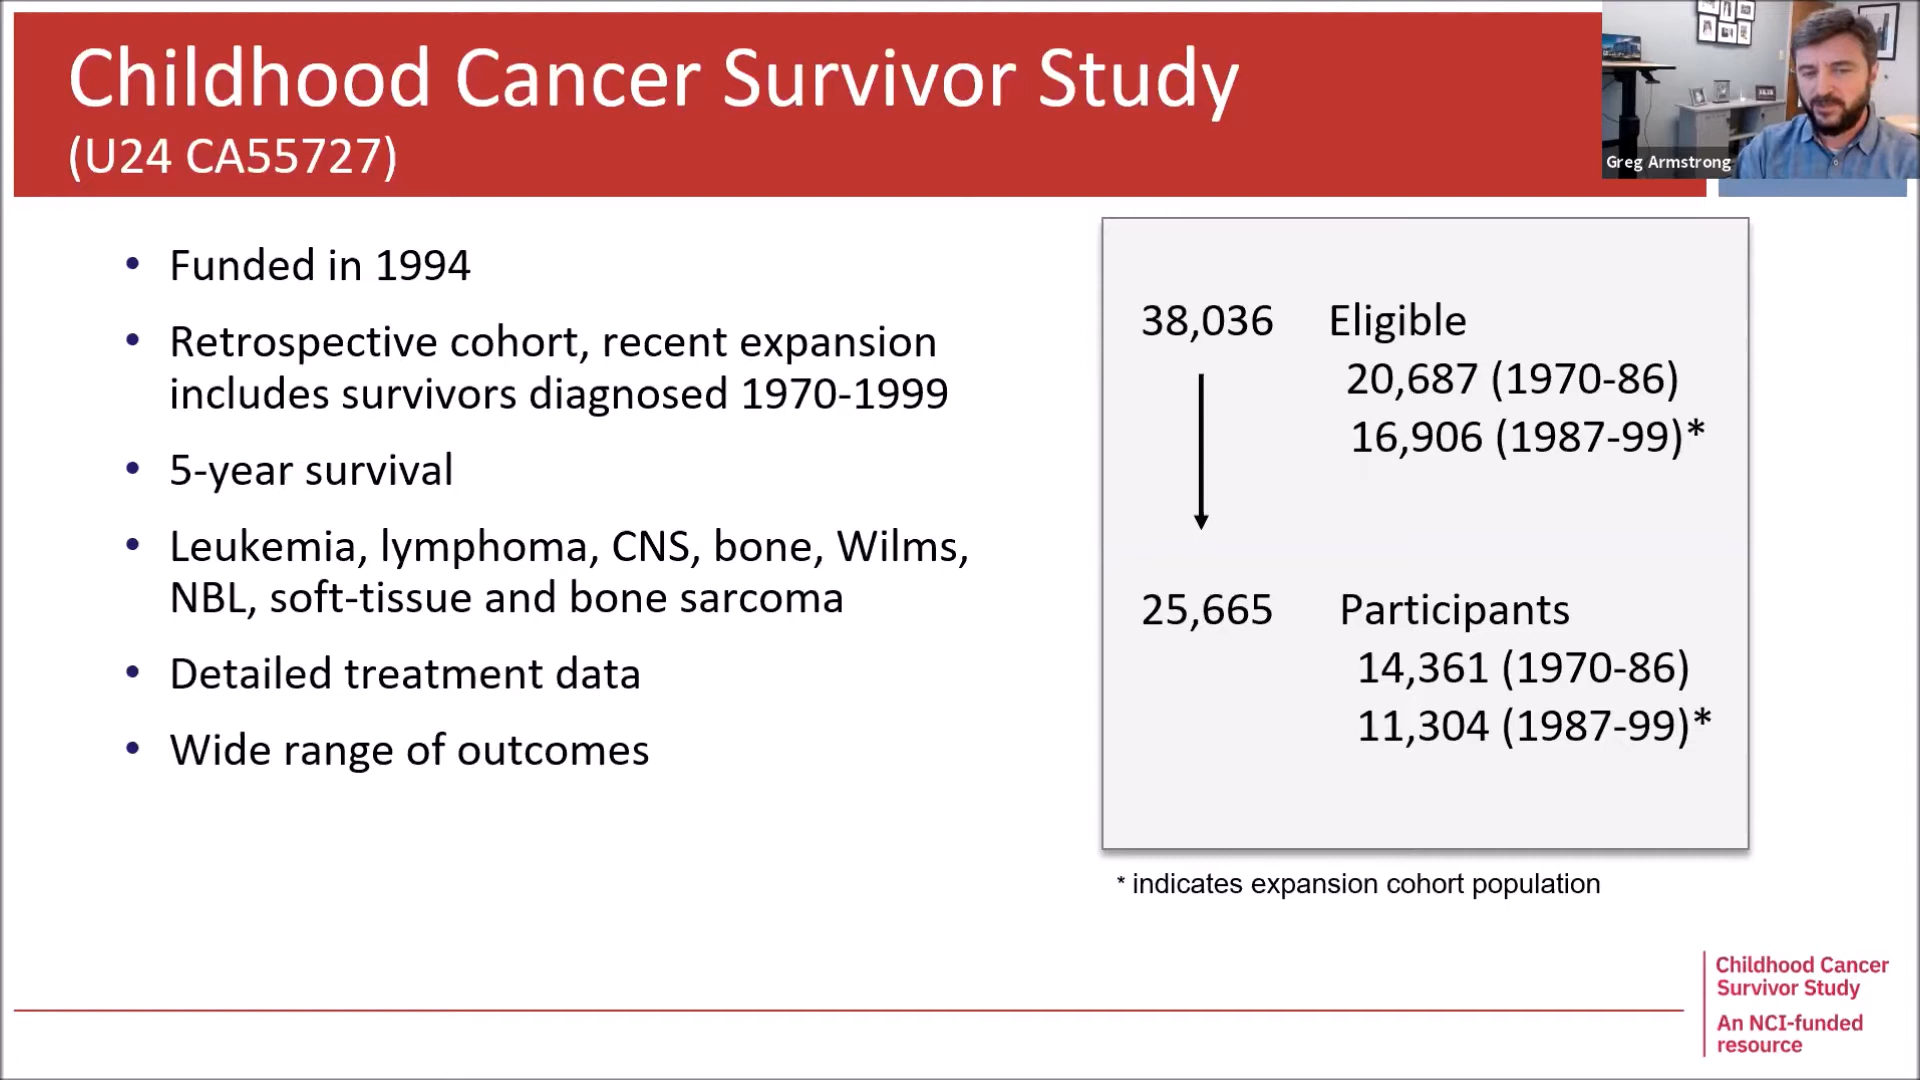 Childhood Cancer Survivor Study
(U24 CA55727)
Greg Armstrong
• Funded in 1994
• Retrospective cohort, recent expansion
includes survivors diagnosed 1970-1999
• 5-year survival
• Leukemia, lymphoma, CNS, bone, Wilms,
NBL, soft-tissue and bone sarcoma
• Detailed treatment data
• Wide range of outcomes
38,036 Eligible
20,687 (1970-86)
16,906 (1987-99)*
25,665 Participants
14,361 (1970-86)
11,304 (1987-99)*
* indicates expansion cohort population
Childhood Cancer
Survivor Study
An NCI-funded
resource